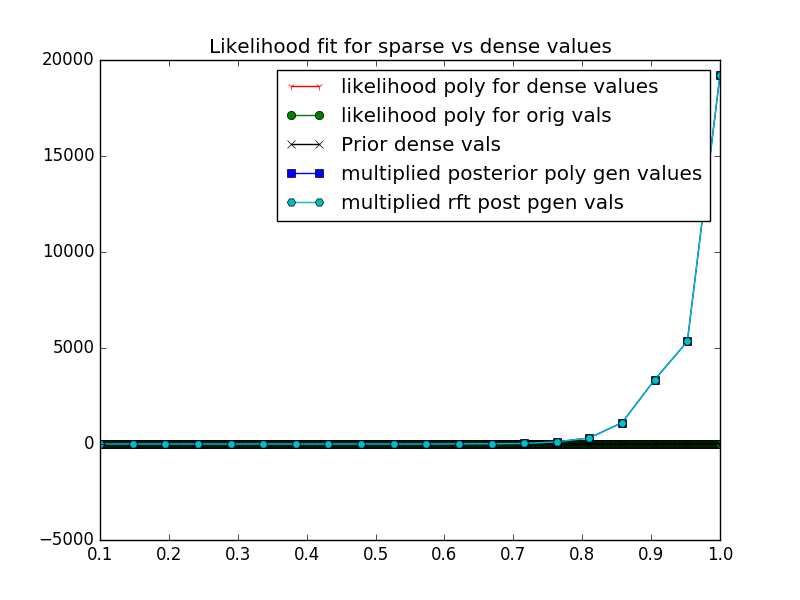 Likelihood fit for sparse vs dense values
20000
15000
10000
5000
0
−5000
likelihood poly for dense values
likelihood poly for orig vals
Prior dense vals
multiplied posterior poly gen values
multiplied rft post pgen vals
0.1 0.2 0.3 0.4 0.5 0.6 0.7 0.8 0.9 1.0